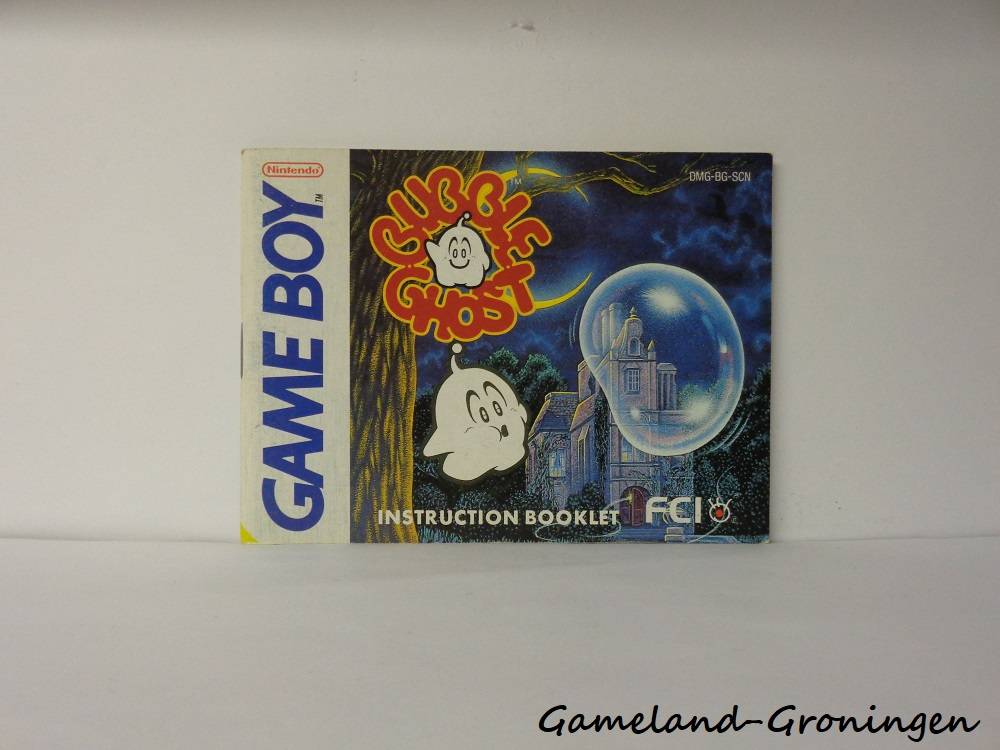 Nintendo
GAME BOY
TM
BUBBLE
TM
GHOST
DMG-BG-SCN
INSTRUCTION BOOKLET
FCI
Gameland-Groningen